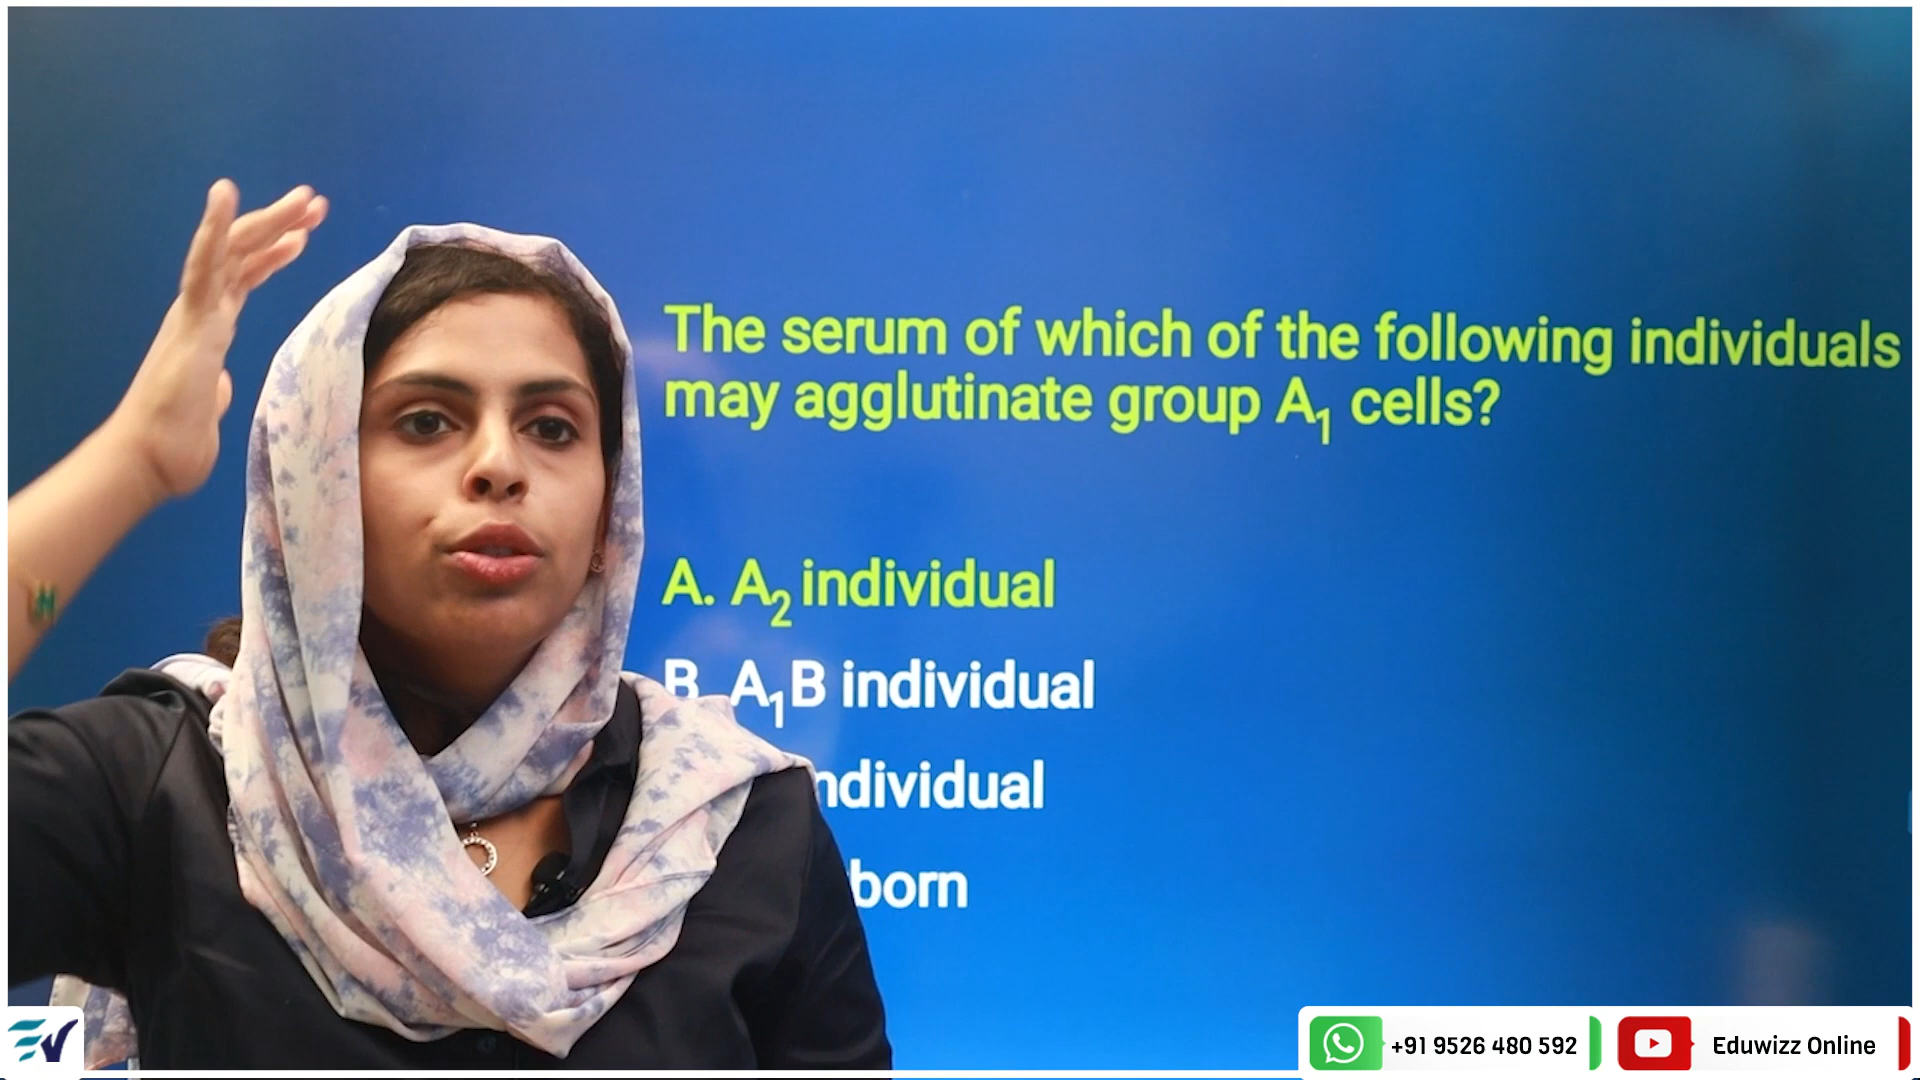 The serum of which of the following individuals
may agglutinate group A₁ cells?
A. A₂ individual
B. A₁B individual
individual
born
+91 9526 480 592
Eduwizz Online